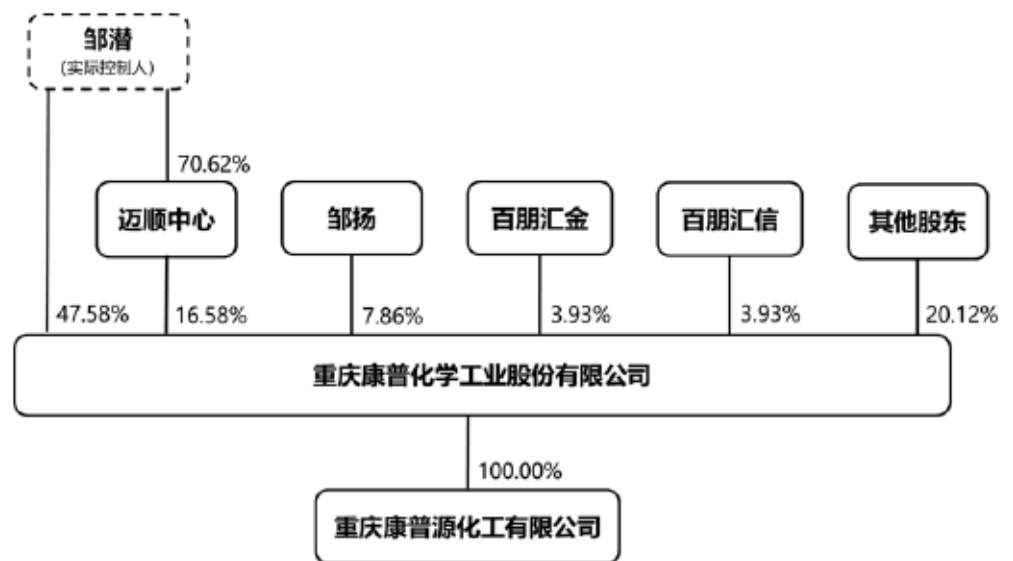 邹潜
(实际控制人)
70.62%
迈顺中心
邹扬
百朋汇金
百朋汇信
其他股东
47.58%
16.58%
7.86%
3.93%
3.93%
20.12%
重庆康普化学工业股份有限公司
100.00%
重庆康普源化工有限公司